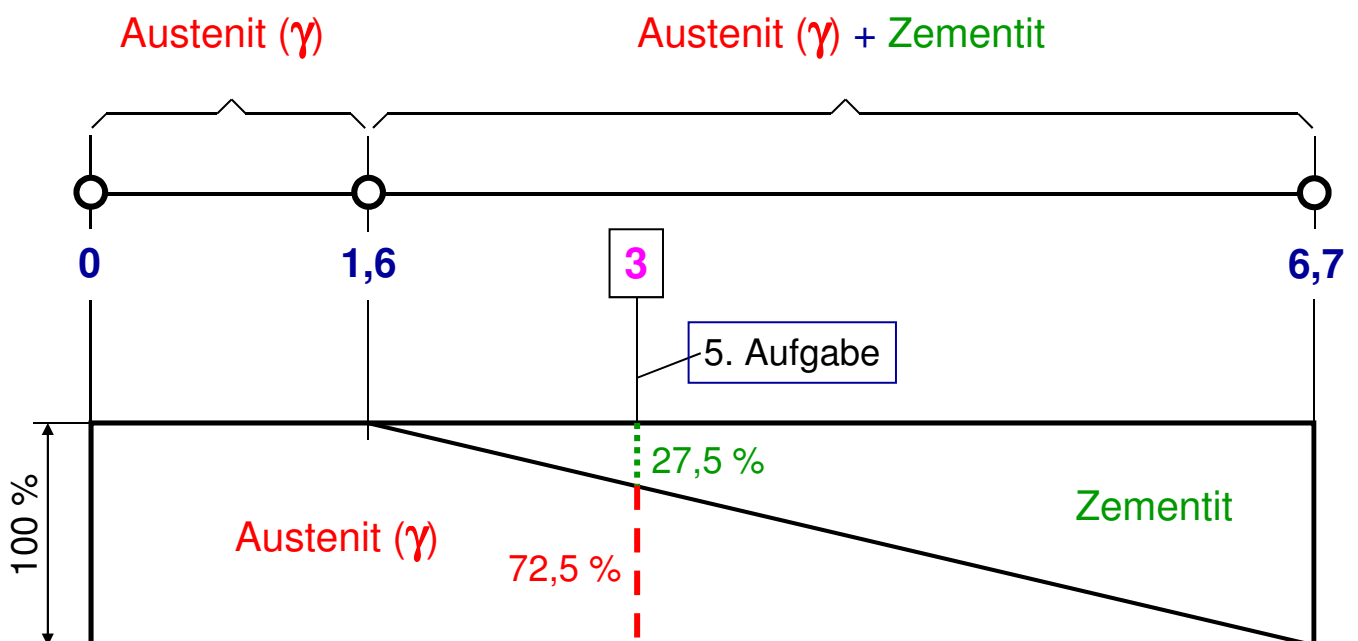 Austenit (γ)
Austenit (γ) + Zementit
0
1,6
3
6,7
5. Aufgabe
27,5 %
Zementit
100 %
Austenit (γ)
72,5 %